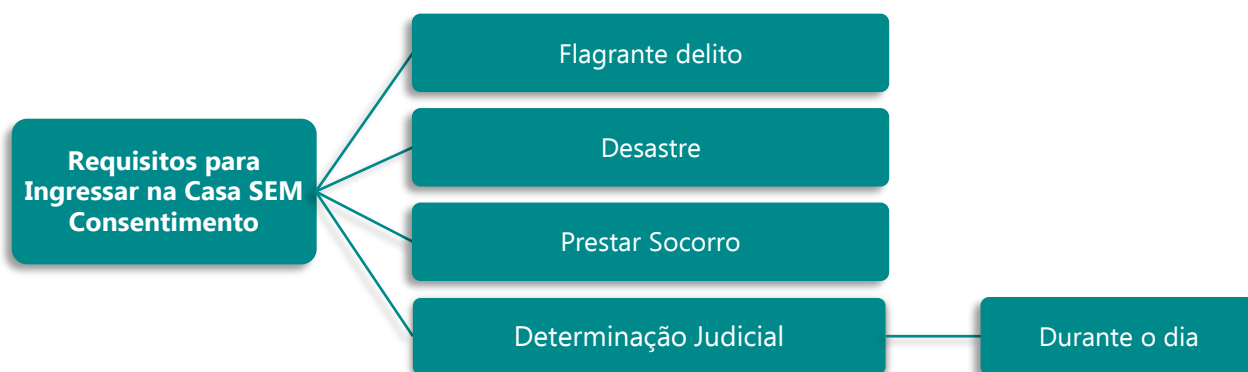 Requisitos para
Ingressar na Casa SEM
Consentimento
Flagrante delito
Desastre
Prestar Socorro
Determinação Judicial
Durante o dia